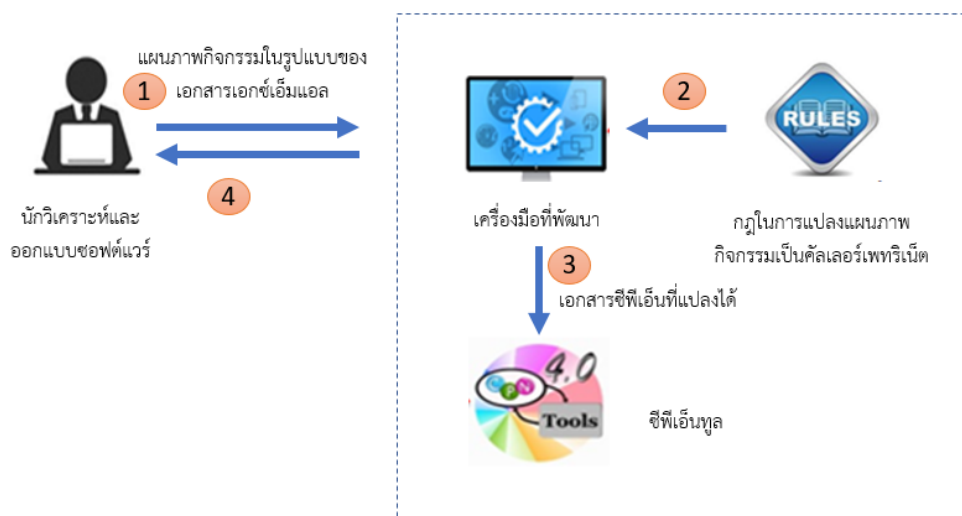 แผนภาพกิจกรรมในรูปแบบของ
เอกสารเอกซ์เอ็มแอล
1
2
RULES
4
นักวิเคราะห์และ
ออกแบบซอฟต์แวร์
เครื่องมือที่พัฒนา
กฎในการแปลงแผนภาพ
กิจกรรมเป็นคัลเลอร์เพทริเน็ต
3
เอกสารซีพีเอ็นที่แปลงได้
4.0
CPN
Tools
ซีพีเอ็นทูล